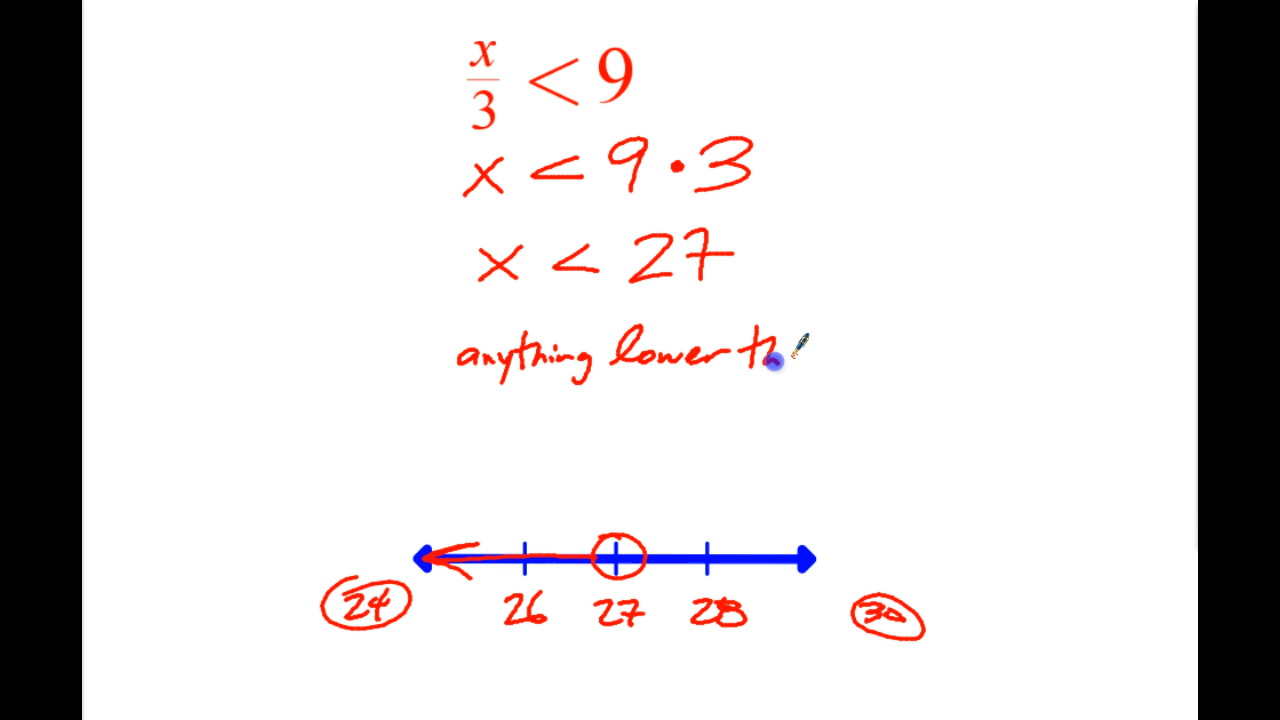 x/3 < 9
x < 9 · 3
x < 27
anything lower th
24 26 27 28 30